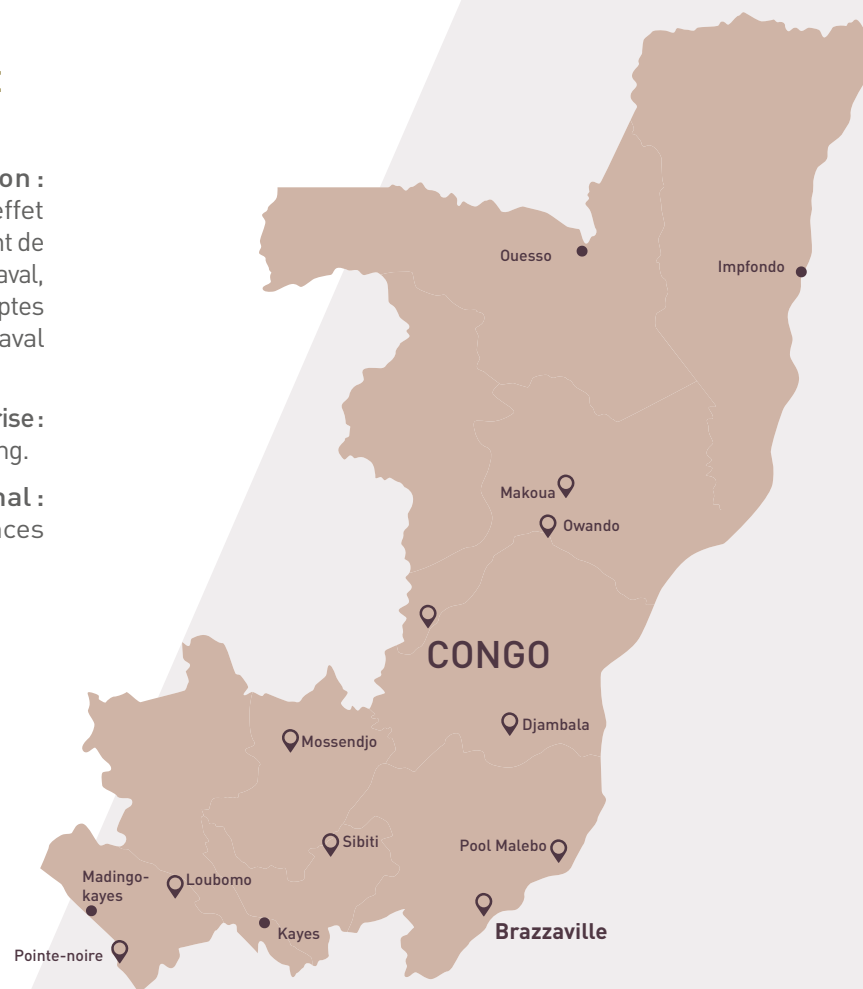 :
on :
effet
nt de
aval,
ptes
aval
rise :
ng.
nal :
nces
Ouesso
Impfondo
Makoua
Owando
CONGO
Djambala
Mossendjo
Sibiti
Pool Malebo
Madingo-
kayes
Loubomo
Kayes
Brazzaville
Pointe-noire